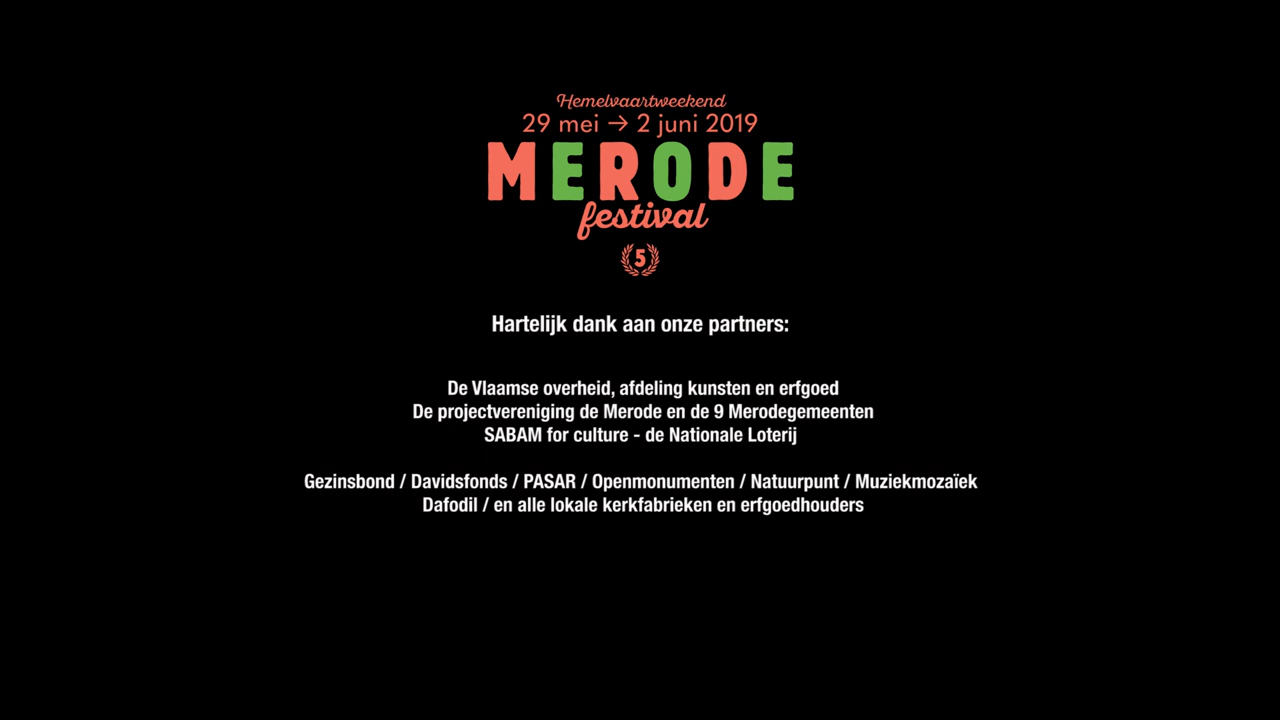 Hemelvaartweekend
29 mei → 2 juni 2019
MERODE
festival
5
Hartelijk dank aan onze partners:
De Vlaamse overheid, afdeling kunsten en erfgoed
De projectvereniging de Merode en de 9 Merodegemeenten
SABAM for culture - de Nationale Loterij
Gezinsbond / Davidsfonds / PASAR / Openmonumenten / Natuurpunt / Muziekmozaïek
Dafodil / en alle lokale kerkfabrieken en erfgoedhouders